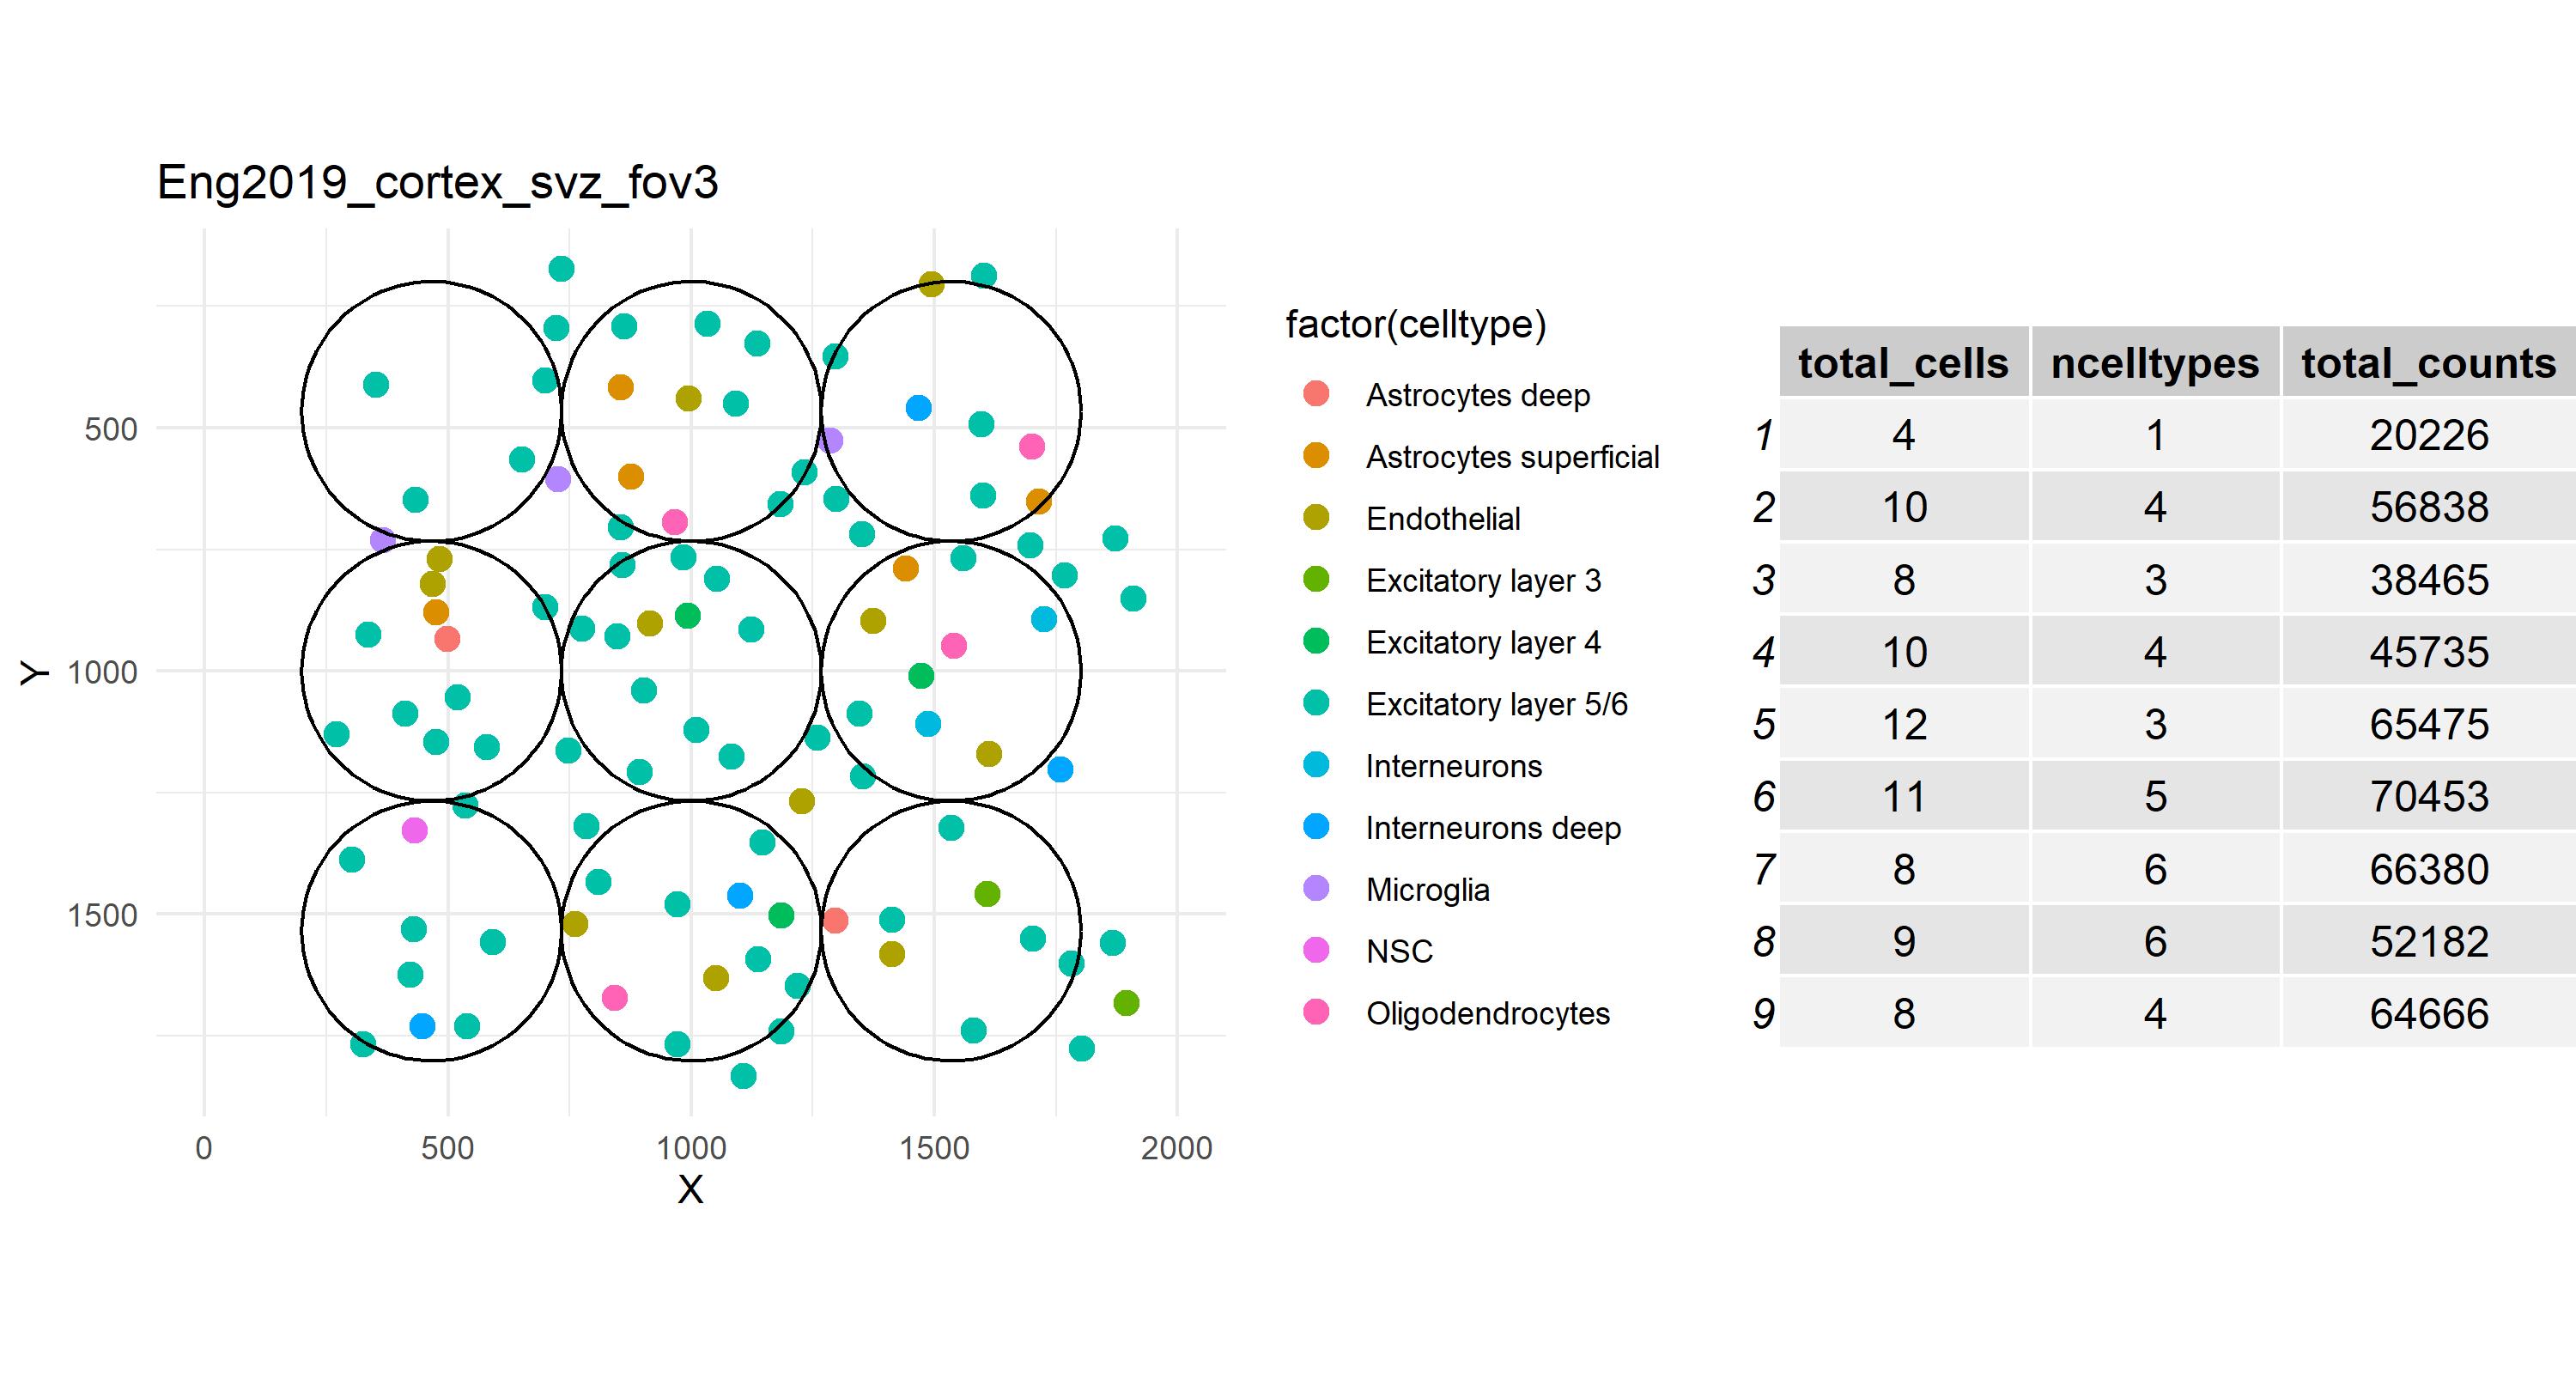 Eng2019_cortex_svz_fov3
Y
500
1000
1500
0 500 1000 1500 2000
X
factor(celltype)
Astrocytes deep
Astrocytes superficial
Endothelial
Excitatory layer 3
Excitatory layer 4
Excitatory layer 5/6
Interneurons
Interneurons deep
Microglia
NSC
Oligodendrocytes
total_cells ncelltypes total_counts
1 4 1 20226
2 10 4 56838
3 8 3 38465
4 10 4 45735
5 12 3 65475
6 11 5 70453
7 8 6 66380
8 9 6 52182
9 8 4 64666